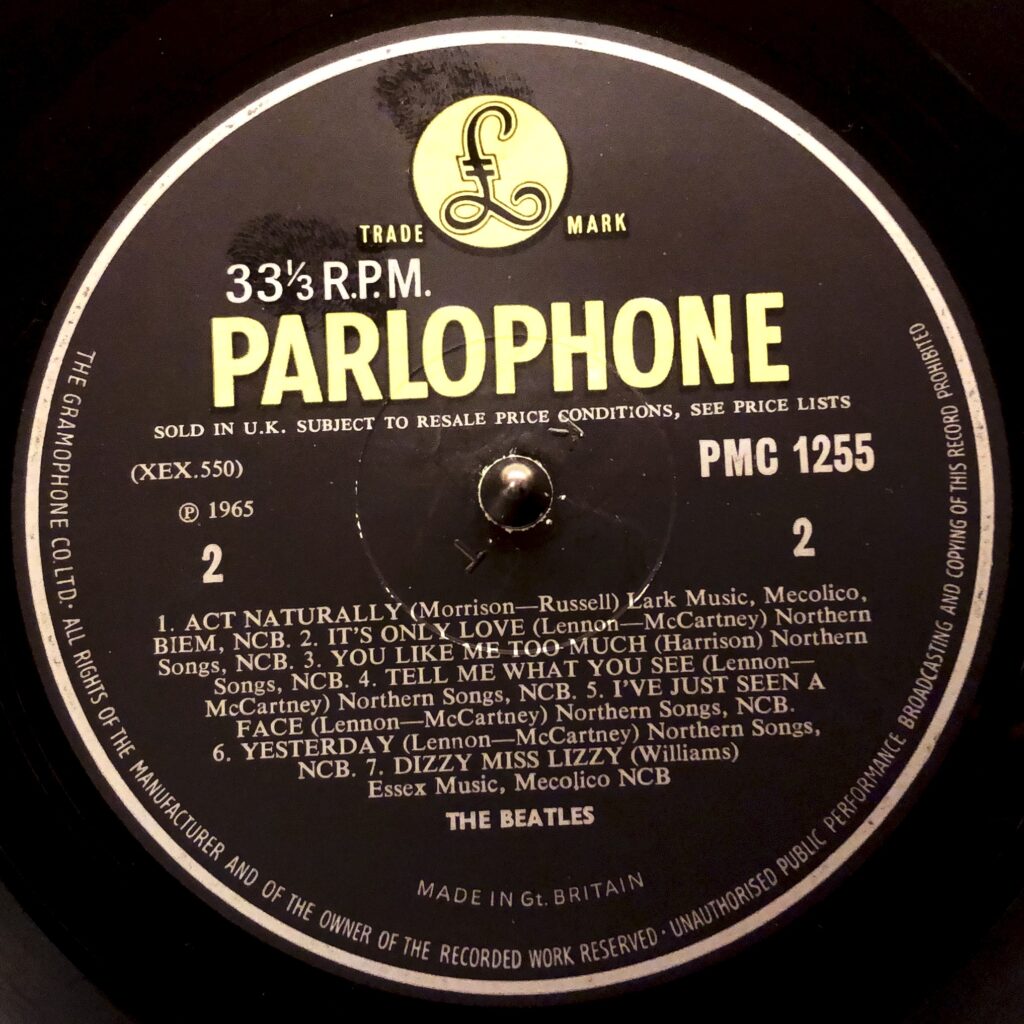 £
TRADE MARK
33⅓ R.P.M.
PARLOPHONE
SOLD IN U.K. SUBJECT TO RESALE PRICE CONDITIONS, SEE PRICE LISTS
(XEX.550)
PMC 1255
℗ 1965
2
2
1. ACT NATURALLY (Morrison—Russell) Lark Music, Mecolico,
BIEM, NCB. 2. IT'S ONLY LOVE (Lennon—McCartney) Northern
Songs, NCB. 3. YOU LIKE ME TOO MUCH (Harrison) Northern
Songs, NCB. 4. TELL ME WHAT YOU SEE (Lennon—
McCartney) Northern Songs, NCB. 5. I'VE JUST SEEN A
FACE (Lennon—McCartney) Northern Songs, NCB.
6. YESTERDAY (Lennon—McCartney) Northern Songs,
NCB. 7. DIZZY MISS LIZZY (Williams)
Essex Music, Mecolico NCB
THE BEATLES
MADE IN Gt. BRITAIN
THE GRAMOPHONE CO. LTD. · ALL RIGHTS OF THE MANUFACTURER AND OF THE OWNER OF THE RECORDED WORK RESERVED · UNAUTHORISED PUBLIC PERFORMANCE BROADCASTING AND COPYING OF THIS RECORD PROHIBITED